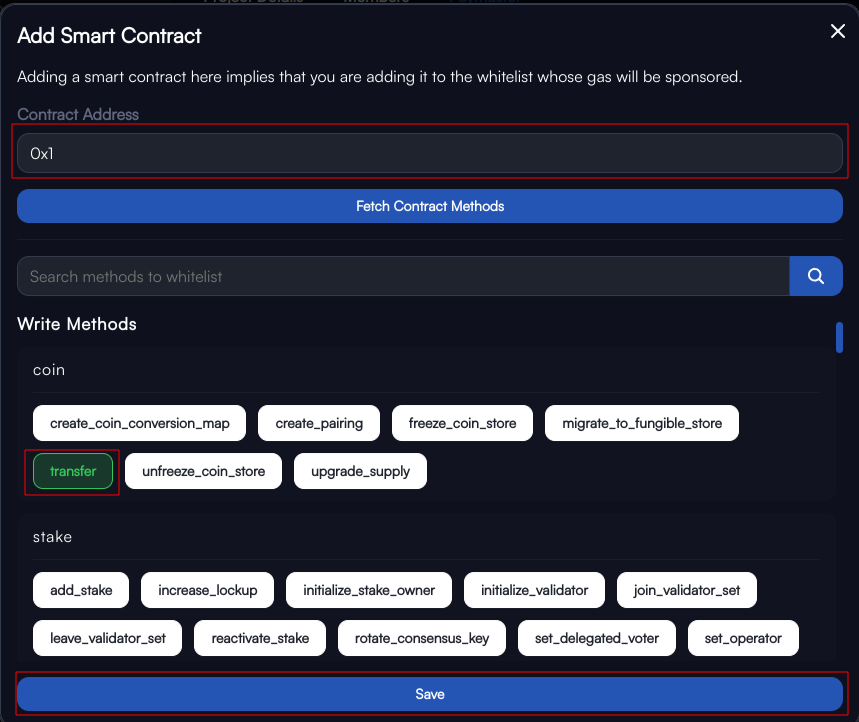 Add Smart Contract
Adding a smart contract here implies that you are adding it to the whitelist whose gas will be sponsored.
Contract Address
0x1
Fetch Contract Methods
Search methods to whitelist
Write Methods
coin
create_coin_conversion_map create_pairing freeze_coin_store migrate_to_fungible_store
transfer unfreeze_coin_store upgrade_supply
stake
add_stake increase_lockup initialize_stake_owner initialize_validator join_validator_set
leave_validator_set reactivate_stake rotate_consensus_key set_delegated_voter set_operator
Save